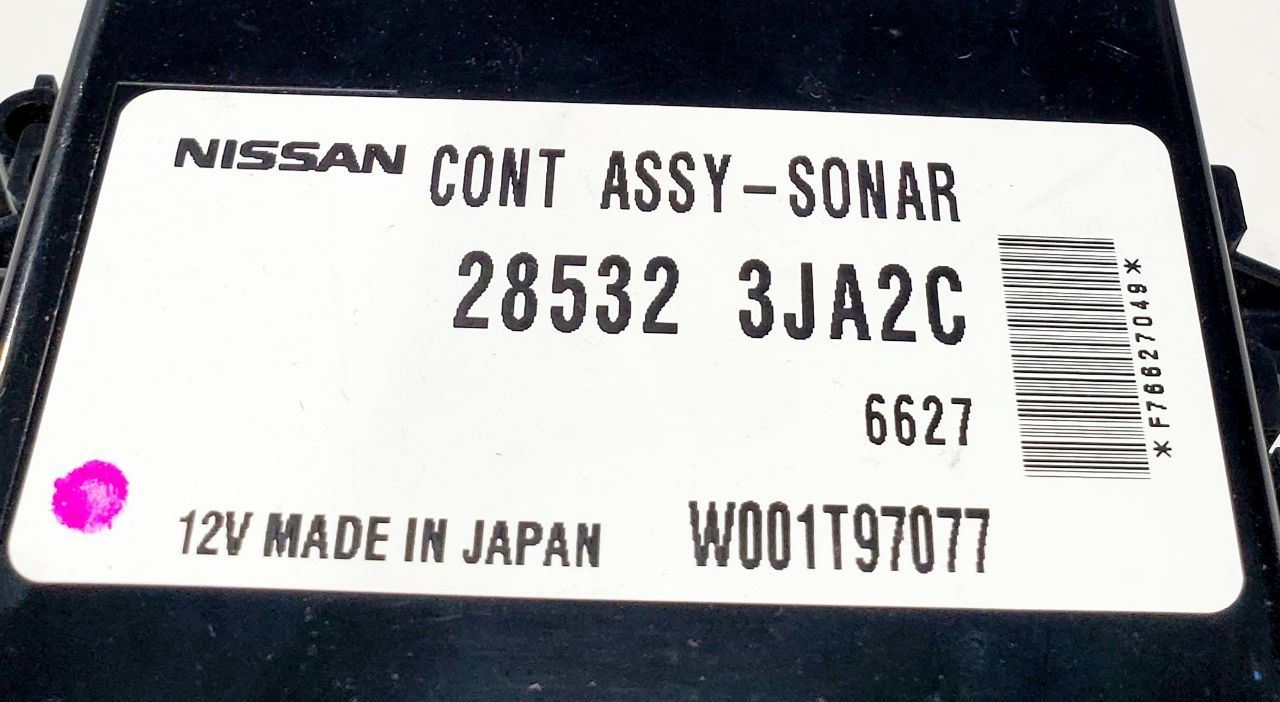 NISSAN CONT ASSY-SONAR
28532 3JA2C
6627
12V MADE IN JAPAN W001T97077
*F76627049*